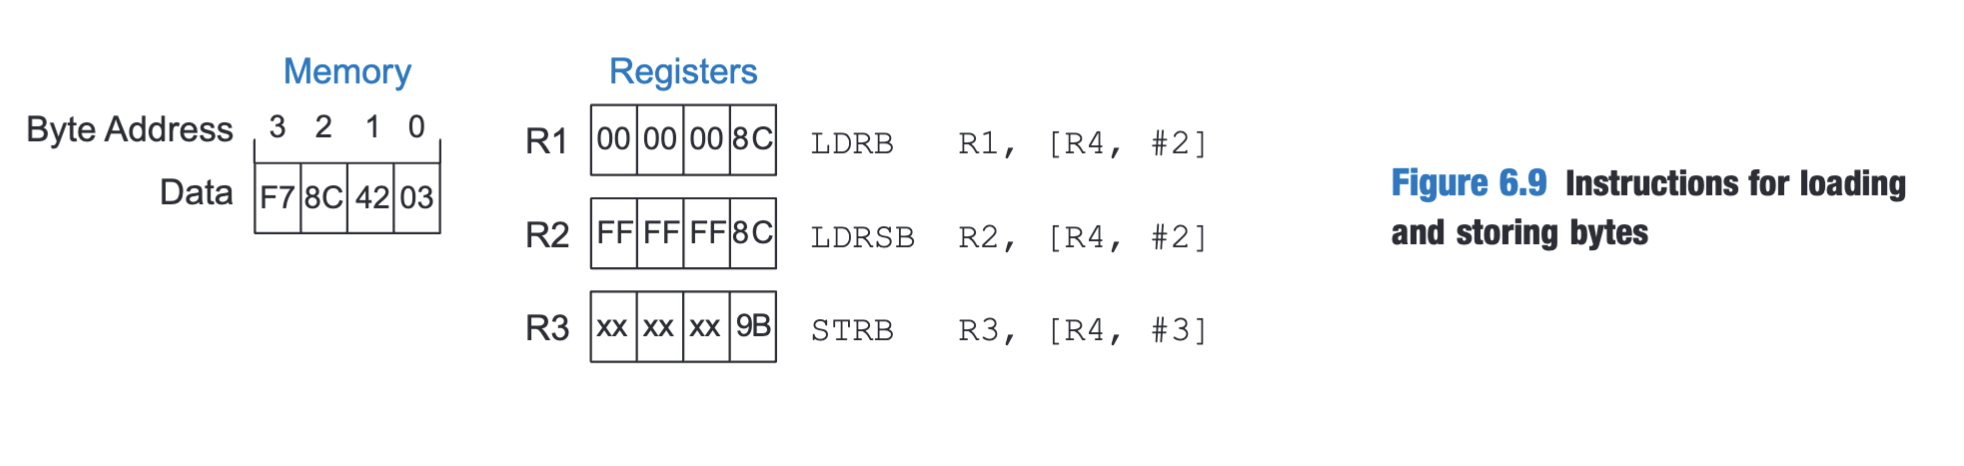 Memory
Registers
Byte Address 3 2 1 0
Data F7 8C 42 03
R1 00 00 00 8C LDRB R1, [R4, #2]
R2 FF FF FF 8C LDRSB R2, [R4, #2]
R3 xx xx xx 9B STRB R3, [R4, #3]
Figure 6.9 Instructions for loading
and storing bytes